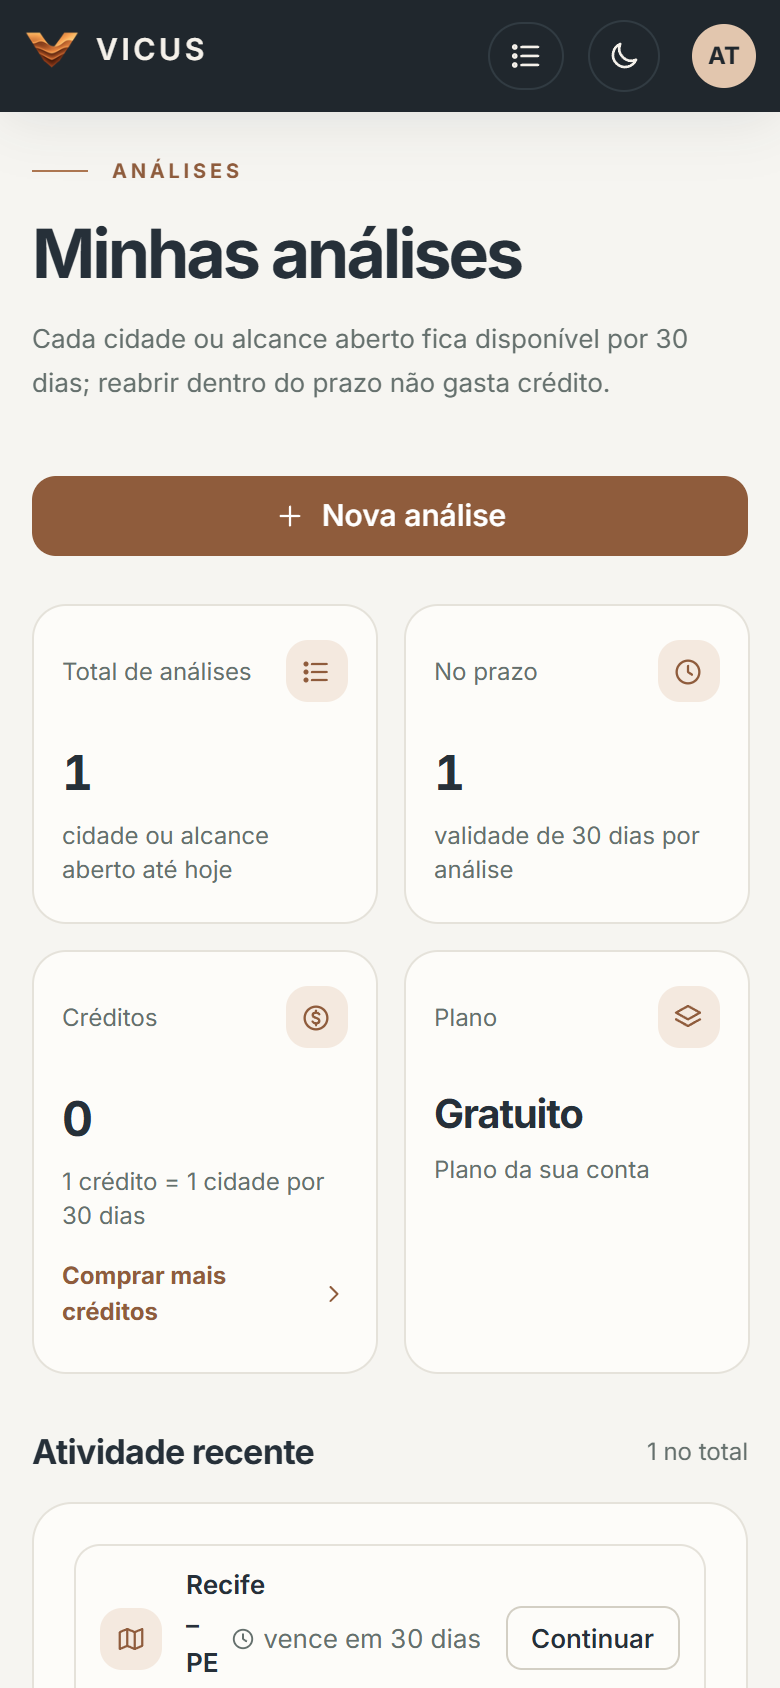 VICUS
AT
ANÁLISES
Minhas análises
Cada cidade ou alcance aberto fica disponível por 30
dias; reabrir dentro do prazo não gasta crédito.
+ Nova análise
Total de análises
1
cidade ou alcance
aberto até hoje
No prazo
1
validade de 30 dias por
análise
Créditos
0
1 crédito = 1 cidade por
30 dias
Comprar mais
créditos
Plano
Gratuito
Plano da sua conta
Atividade recente
1 no total
Recife
–
PE
vence em 30 dias
Continuar